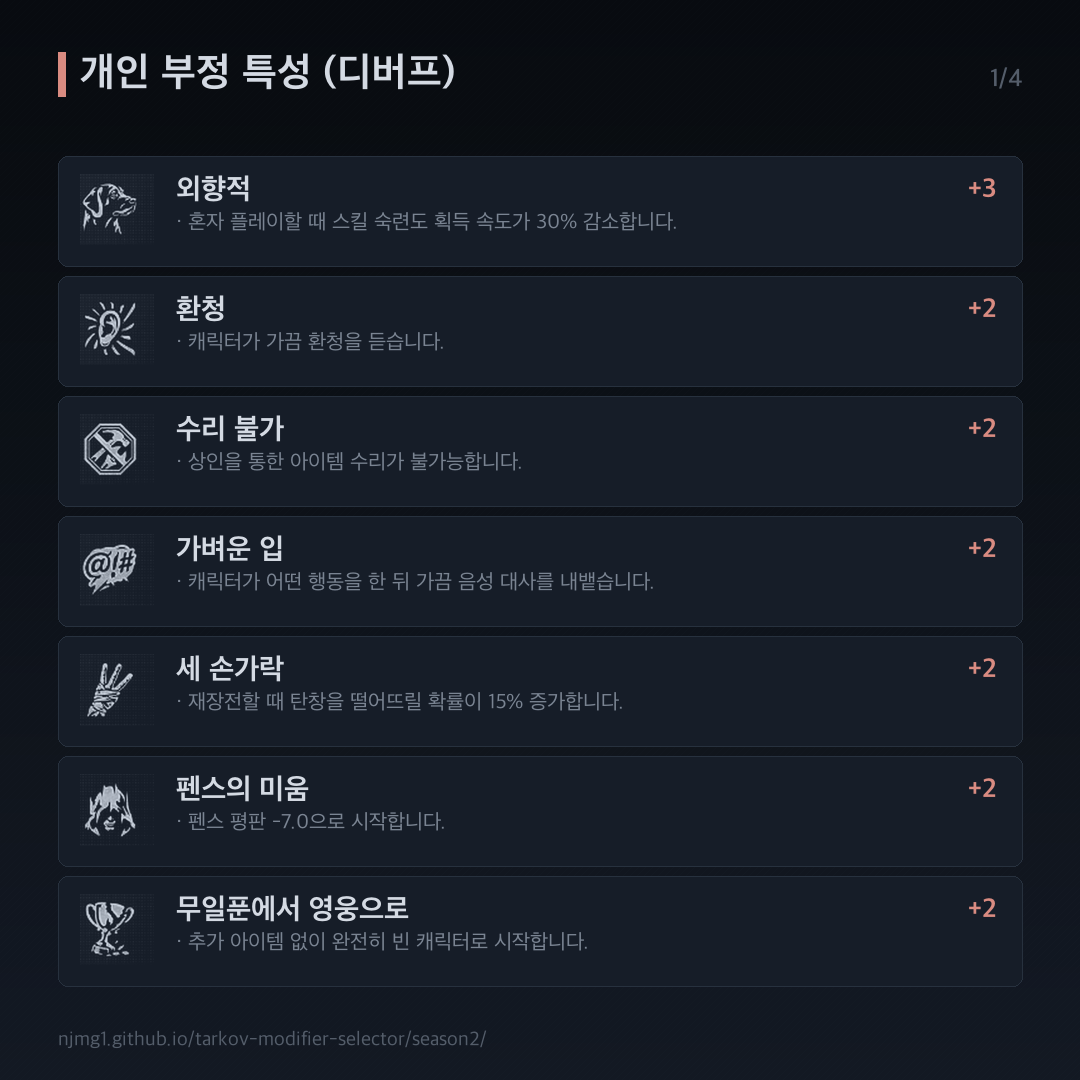 개인 부정 특성 (디버프)
1/4
외향적
+3
· 혼자 플레이할 때 스킬 숙련도 획득 속도가 30% 감소합니다.
환청
+2
· 캐릭터가 가끔 환청을 듣습니다.
수리 불가
+2
· 상인을 통한 아이템 수리가 불가능합니다.
@!#
가벼운 입
+2
· 캐릭터가 어떤 행동을 한 뒤 가끔 음성 대사를 내뱉습니다.
세 손가락
+2
· 재장전할 때 탄창을 떨어뜨릴 확률이 15% 증가합니다.
펜스의 미움
+2
· 펜스 평판 -7.0으로 시작합니다.
무일푼에서 영웅으로
+2
· 추가 아이템 없이 완전히 빈 캐릭터로 시작합니다.
njmg1.github.io/tarkov-modifier-selector/season2/